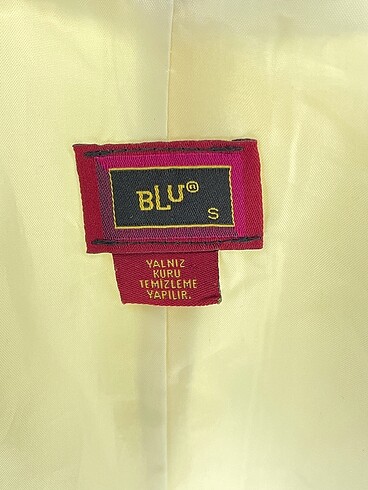 BLU®
S
YALNIZ
KURU
TEMİZLEME
YAPILIR.